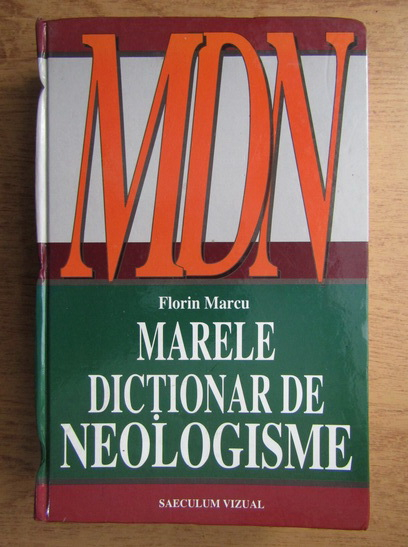 MDN
Florin Marcu
MARELE
DICȚIONAR DE
NEOLOGISME
SAECULUM VIZUAL